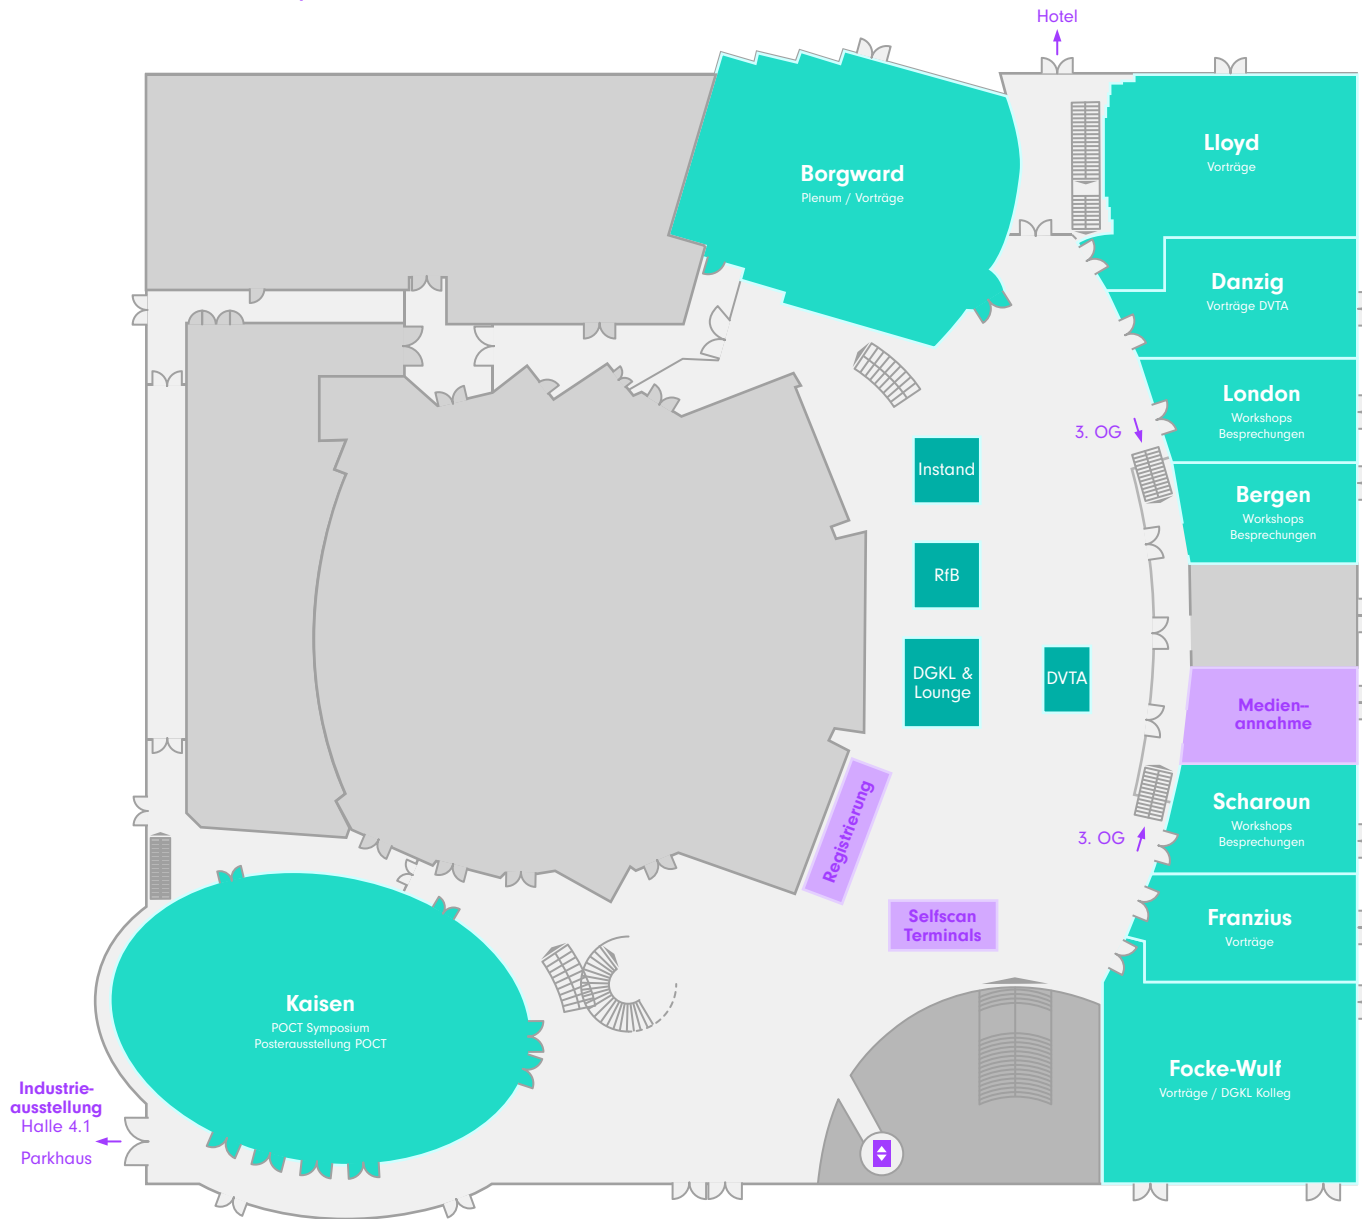 Hotel
Lloyd
Vorträge
Borgward
Plenum / Vorträge
Danzig
Vorträge DVTA
London
Workshops
Besprechungen
3. OG
Instand
Bergen
Workshops
Besprechungen
RfB
DGKL &
Lounge
DVTA
Medien–
annahme
Registrierung
Scharoun
Workshops
Besprechungen
3. OG
Selfscan
Terminals
Franzius
Vorträge
Kaisen
POCT Symposium
Posterausstellung POCT
Focke-Wulf
Vorträge / DGKL Kolleg
Industrie-
ausstellung
Halle 4.1
Parkhaus